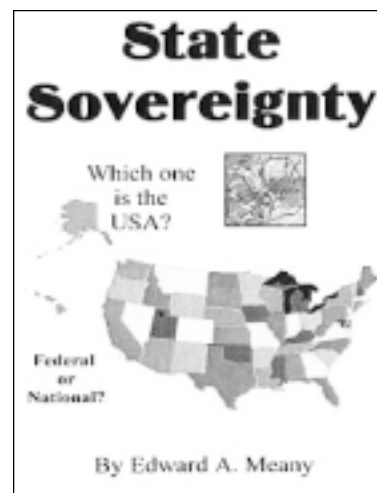 State
Sovereignty
Which one
is the
USA?
Federal
or
National?
By Edward A. Meany